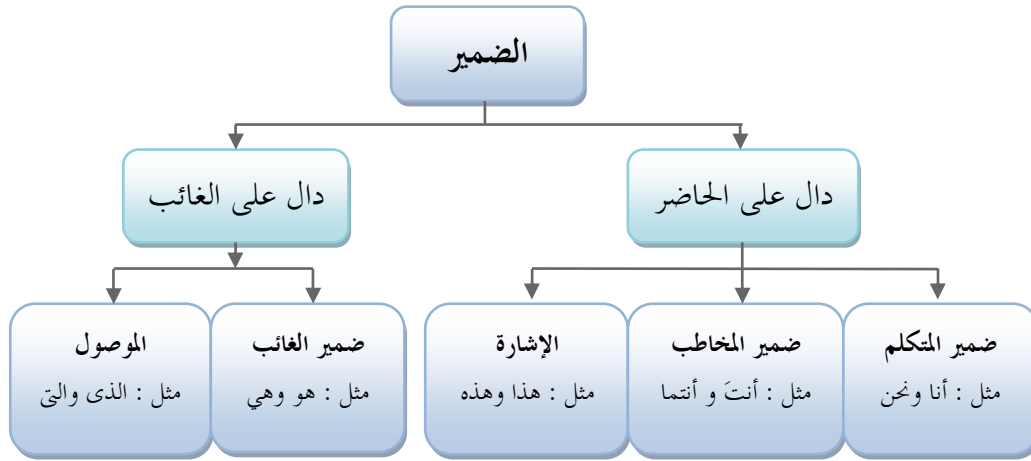 الضمير
دال على الحاضر
دال على الغائب
ضمير المتكلم
مثل : أنا ونحن
ضمير المخاطب
مثل : أنتَ و أنتما
الإشارة
مثل : هذا وهذه
ضمير الغائب
مثل : هو وهي
الموصول
مثل : الذى والتى